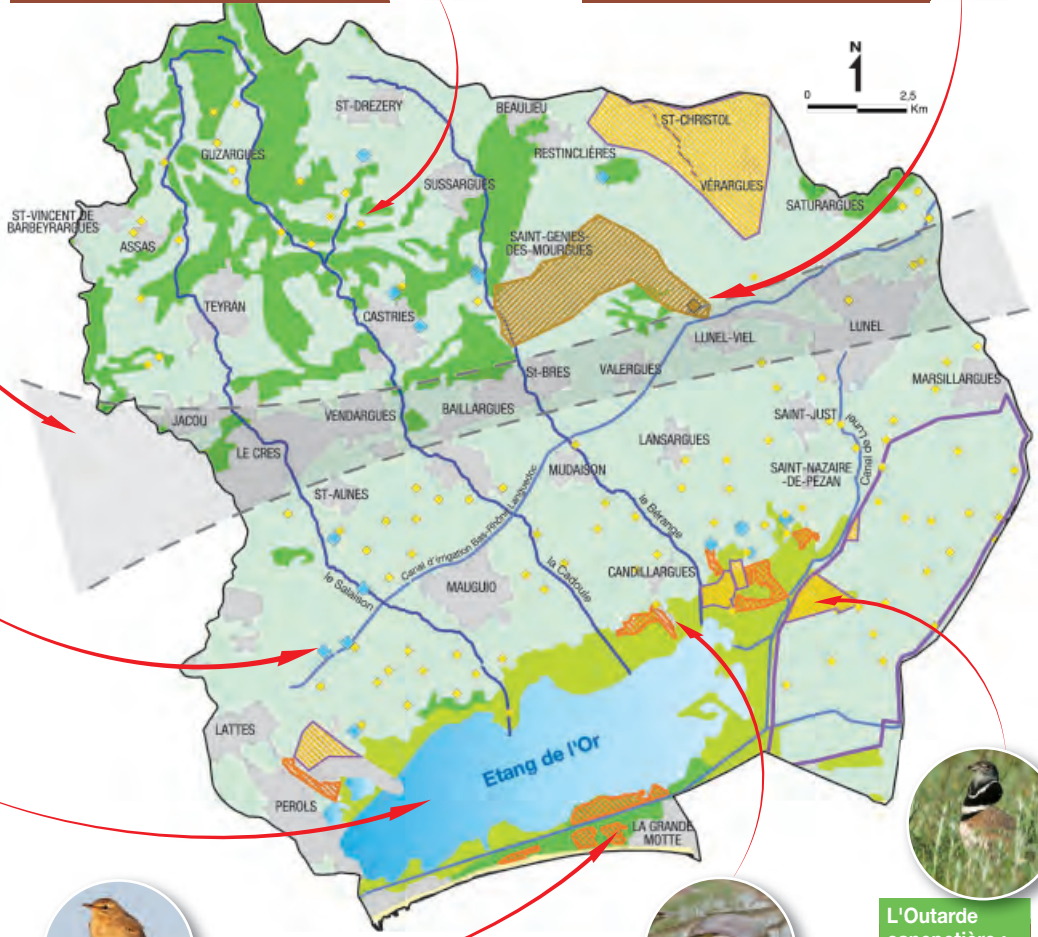 N
0 2,5
Km
ST-DREZERY
BEAULIEU
ST-CHRISTOL
GUZARGUES
RESTINCLIÈRES
SUSSARGUES
VÉRARGUES
SATURARGUES
ST-VINCENT DE
BARBEYRARGUES
ASSAS
SAINT-GENIES-
DES-MOURGUES
TEYRAN
CASTRIES
LUNEL-VIEL
LUNEL
St-BRES
VALERGUES
MARSILLARGUES
JACOU
VENDARGUES
BAILLARGUES
SAINT-JUST
LE CRES
LANSARGUES
Canal de Lunel
MUDAISON
SAINT-NAZAIRE
-DE-PEZAN
ST-AUNES
Canal d'irrigation Bas-Rhône Languedoc
le Bérange
le Salaison
MAUGUIO
la Cadoule
CANDILLARGUES
LATTES
Etang de l'Or
PEROLS
LA GRANDE
MOTTE
L'Outarde